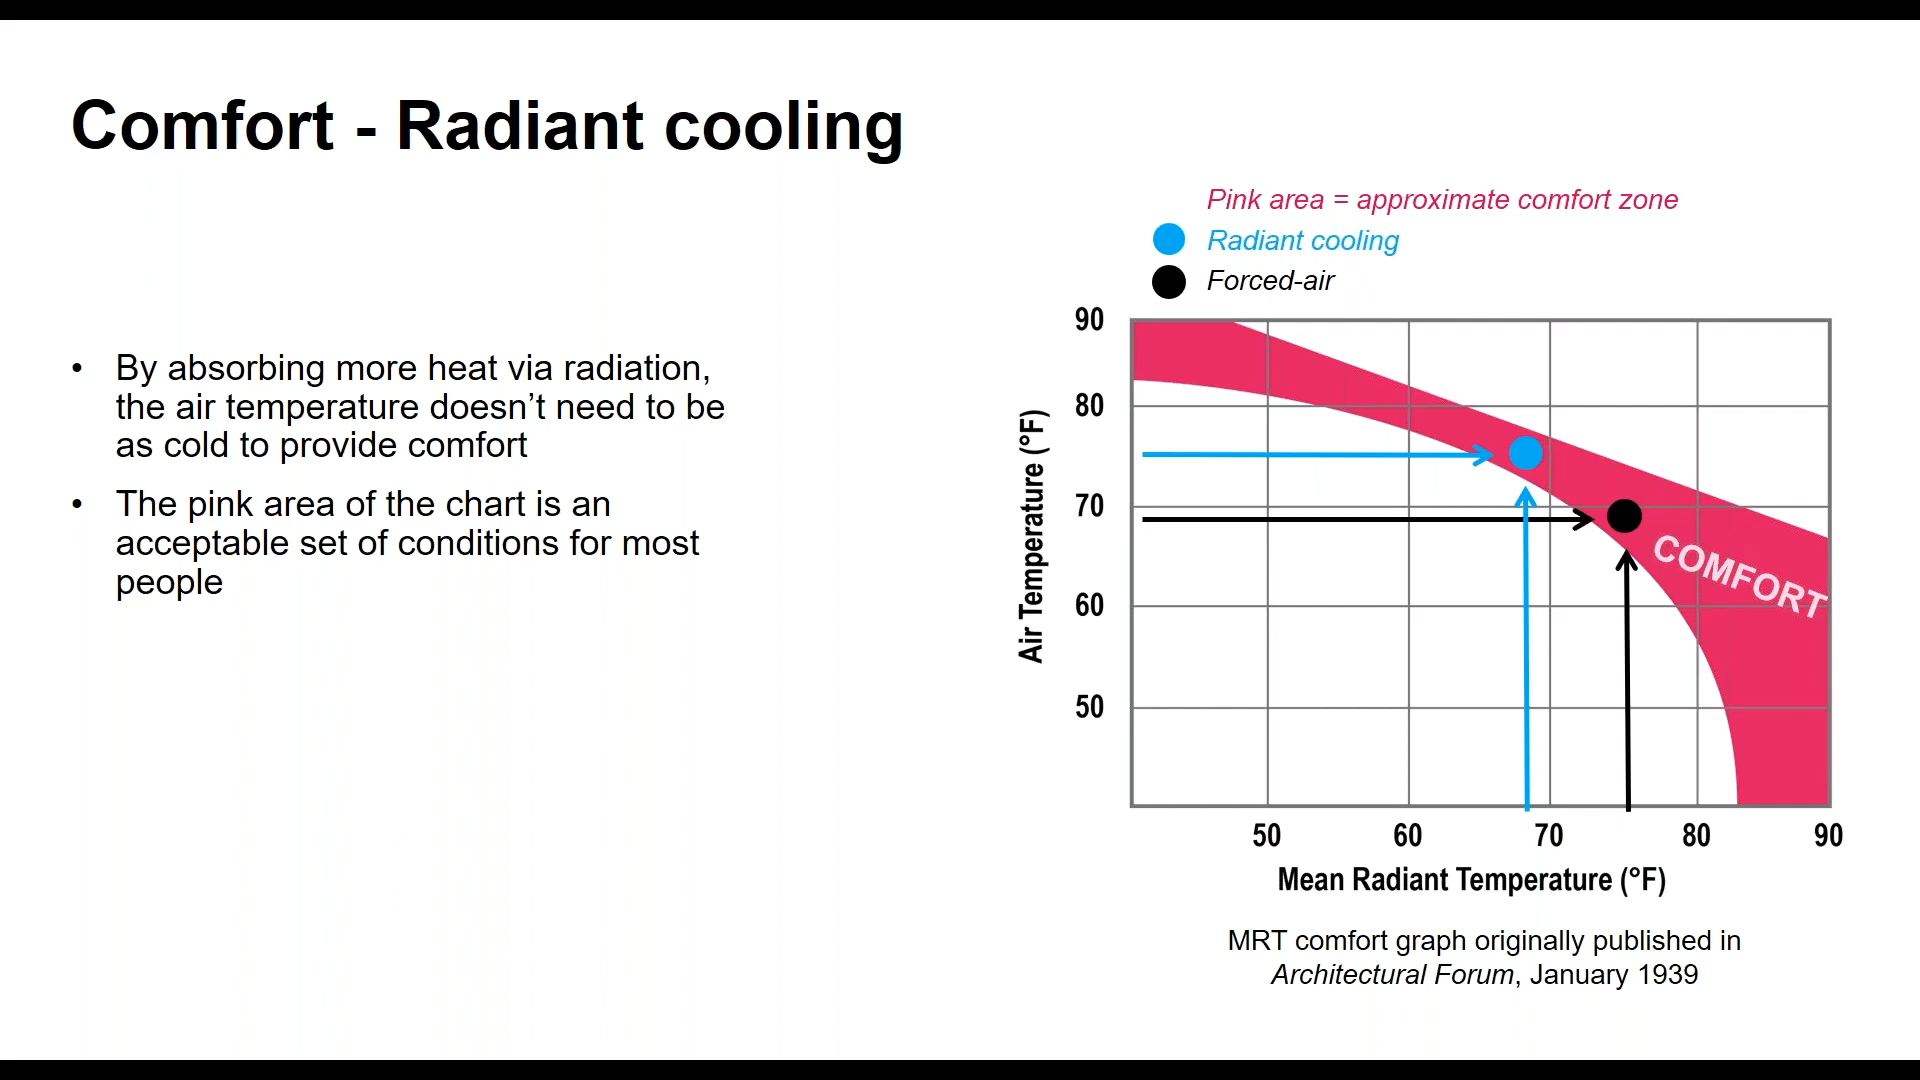 Comfort - Radiant cooling
• By absorbing more heat via radiation,
the air temperature doesn’t need to be
as cold to provide comfort
• The pink area of the chart is an
acceptable set of conditions for most
people
Pink area = approximate comfort zone
Radiant cooling
Forced-air
Air Temperature (°F)
90
80
70
60
50
COMFORT
50 60 70 80 90
Mean Radiant Temperature (°F)
MRT comfort graph originally published in
Architectural Forum, January 1939